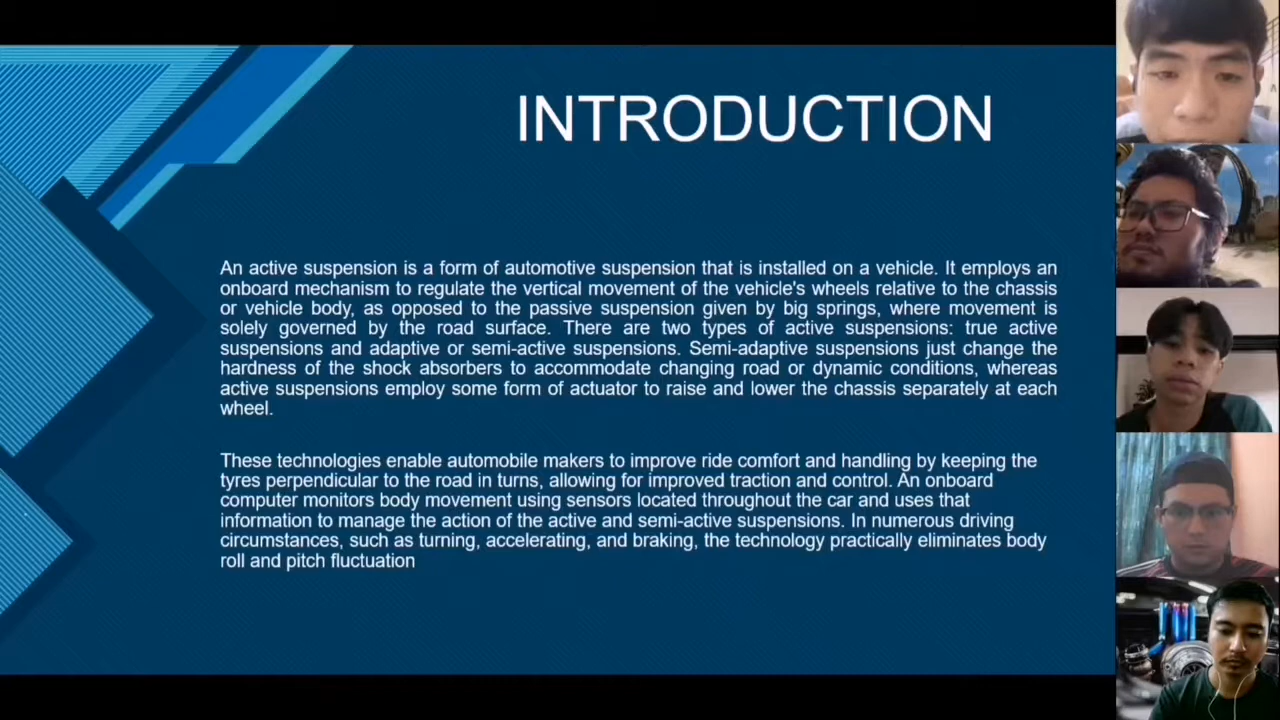 INTRODUCTION
An active suspension is a form of automotive suspension that is installed on a vehicle. It employs an
onboard mechanism to regulate the vertical movement of the vehicle's wheels relative to the chassis
or vehicle body, as opposed to the passive suspension given by big springs, where movement is
solely governed by the road surface. There are two types of active suspensions: true active
suspensions and adaptive or semi-active suspensions. Semi-adaptive suspensions just change the
hardness of the shock absorbers to accommodate changing road or dynamic conditions, whereas
active suspensions employ some form of actuator to raise and lower the chassis separately at each
wheel.
These technologies enable automobile makers to improve ride comfort and handling by keeping the
tyres perpendicular to the road in turns, allowing for improved traction and control. An onboard
computer monitors body movement using sensors located throughout the car and uses that
information to manage the action of the active and semi-active suspensions. In numerous driving
circumstances, such as turning, accelerating, and braking, the technology practically eliminates body
roll and pitch fluctuation